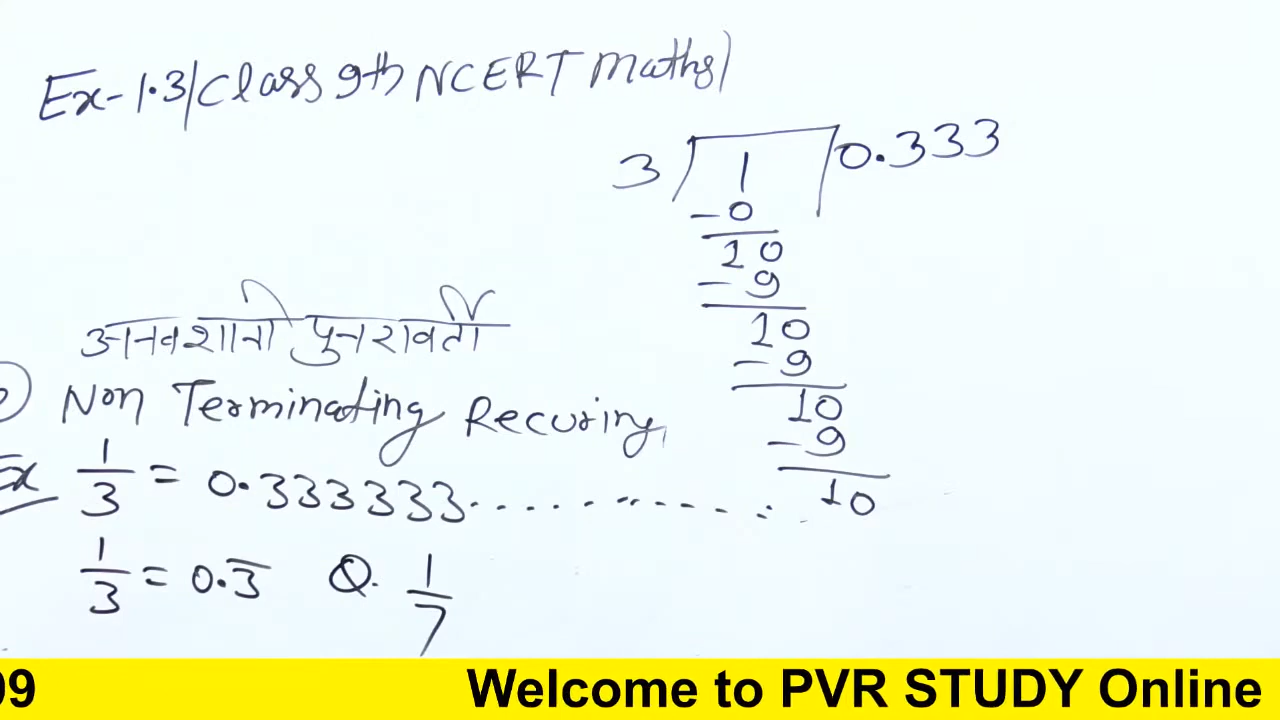 Ex-1.3/Class 9th NCERT Maths/
3 1 0.333
-0
10
-9
10
-9
10
-9
10
अनवशानी पुनरावर्ती
Non Terminating Recuring
Ex 1/3 = 0.333333..............
1/3 = 0.3̅ Q. 1/7
09 Welcome to PVR STUDY Online